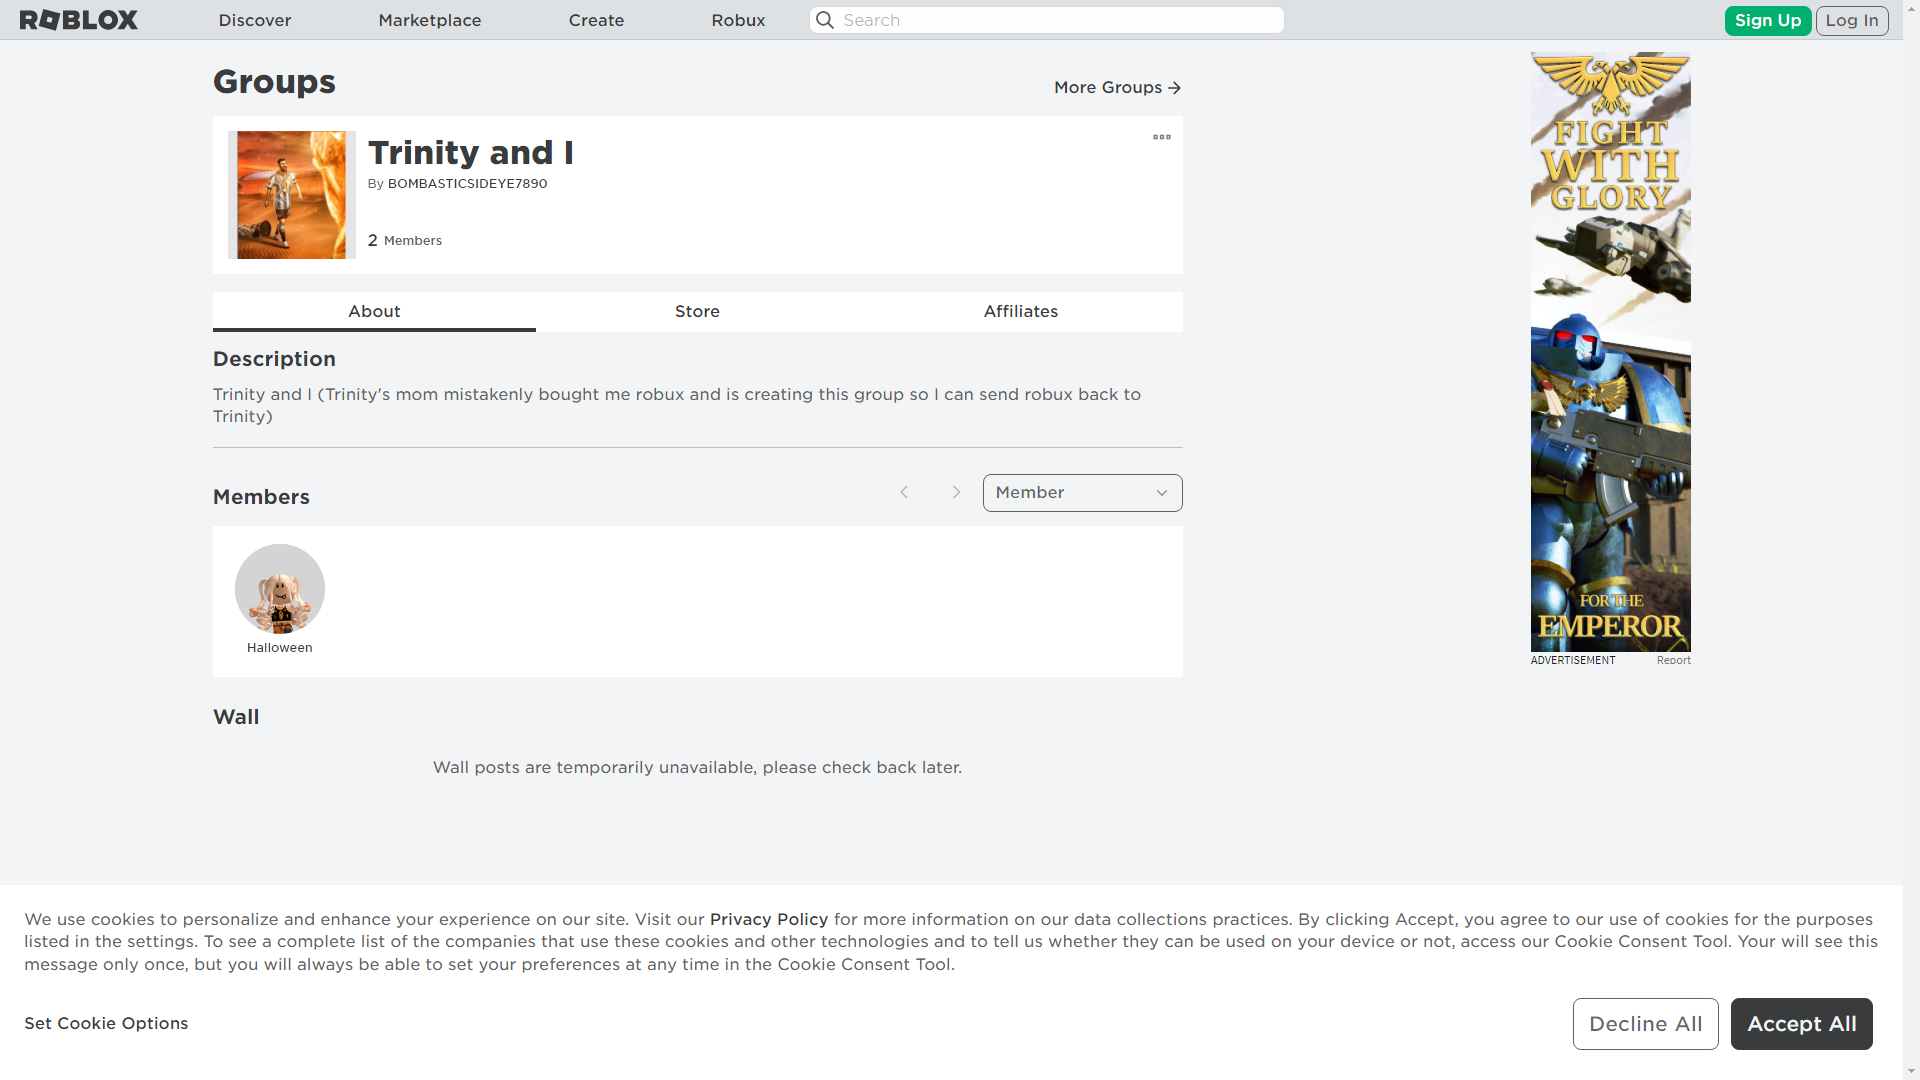 ROBLOX
Discover
Marketplace
Create
Robux
Search
Sign Up
Log In
Groups
More Groups
Trinity and I
By BOMBASTICSIDEYE7890
2 Members
About
Store
Affiliates
Description
Trinity and I (Trinity's mom mistakenly bought me robux and is creating this group so I can send robux back to
Trinity)
Members
Member
Halloween
Wall
Wall posts are temporarily unavailable, please check back later.
FIGHT
WITH
GLORY
FOR THE
EMPEROR
ADVERTISEMENT
Report
We use cookies to personalize and enhance your experience on our site. Visit our Privacy Policy for more information on our data collections practices. By clicking Accept, you agree to our use of cookies for the purposes
listed in the settings. To see a complete list of the companies that use these cookies and other technologies and to tell us whether they can be used on your device or not, access our Cookie Consent Tool. Your will see this
message only once, but you will always be able to set your preferences at any time in the Cookie Consent Tool.
Set Cookie Options
Decline All
Accept All